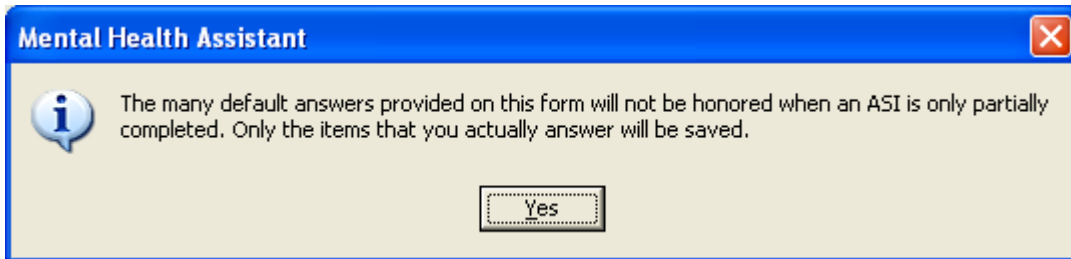 Mental Health Assistant
The many default answers provided on this form will not be honored when an ASI is only partially
completed. Only the items that you actually answer will be saved.
Yes